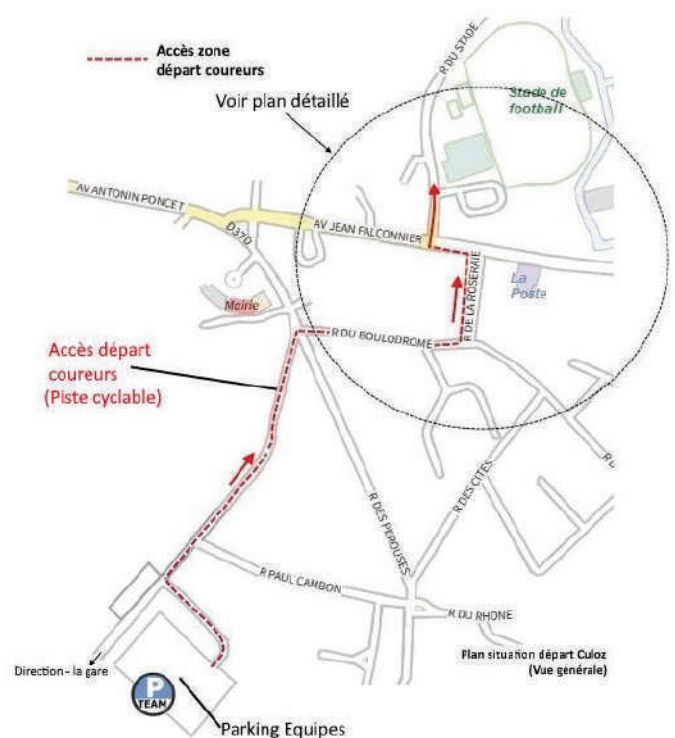 Accès zone
départ coureurs
Voir plan détaillé
R DU STADE
Stade de
football
AV ANTONIN PONCET
D370
AV JEAN FALCONNIER
Mairie
La
Poste
R DE LA ROSERAIE
R DU BOULODROME
Accès départ
coureurs
(Piste cyclable)
R DES PEROUSES
R DES CITES
R D
R PAUL CAMBON
R DU RHONE
Direction - la gare
P
TEAM
Parking Equipes
Plan situation départ Culoz
(Vue générale)